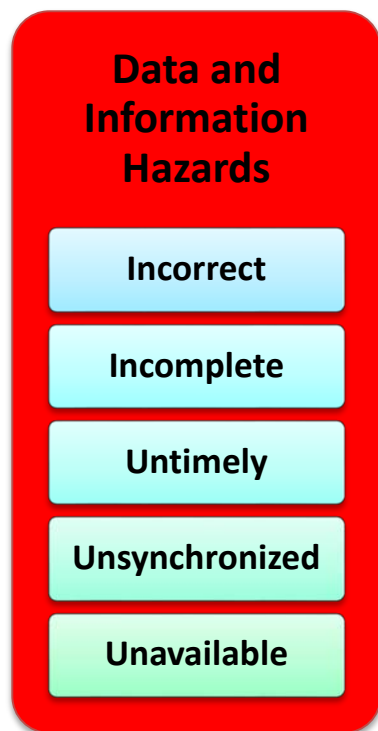 Data and
Information
Hazards
Incorrect
Incomplete
Untimely
Unsynchronized
Unavailable